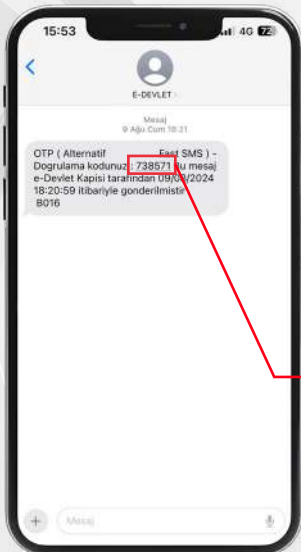 15:53
4G 72
E-DEVLET
Mesaj
9 Ağu Cum 18:21
OTP ( Alternatif Fast SMS ) -
Dogrulama kodunuz : 738571 Bu mesaj
e-Devlet Kapisi tarafindan 09/08/2024
18:20:59 itibariyle gonderilmistir
B016
Mesaj